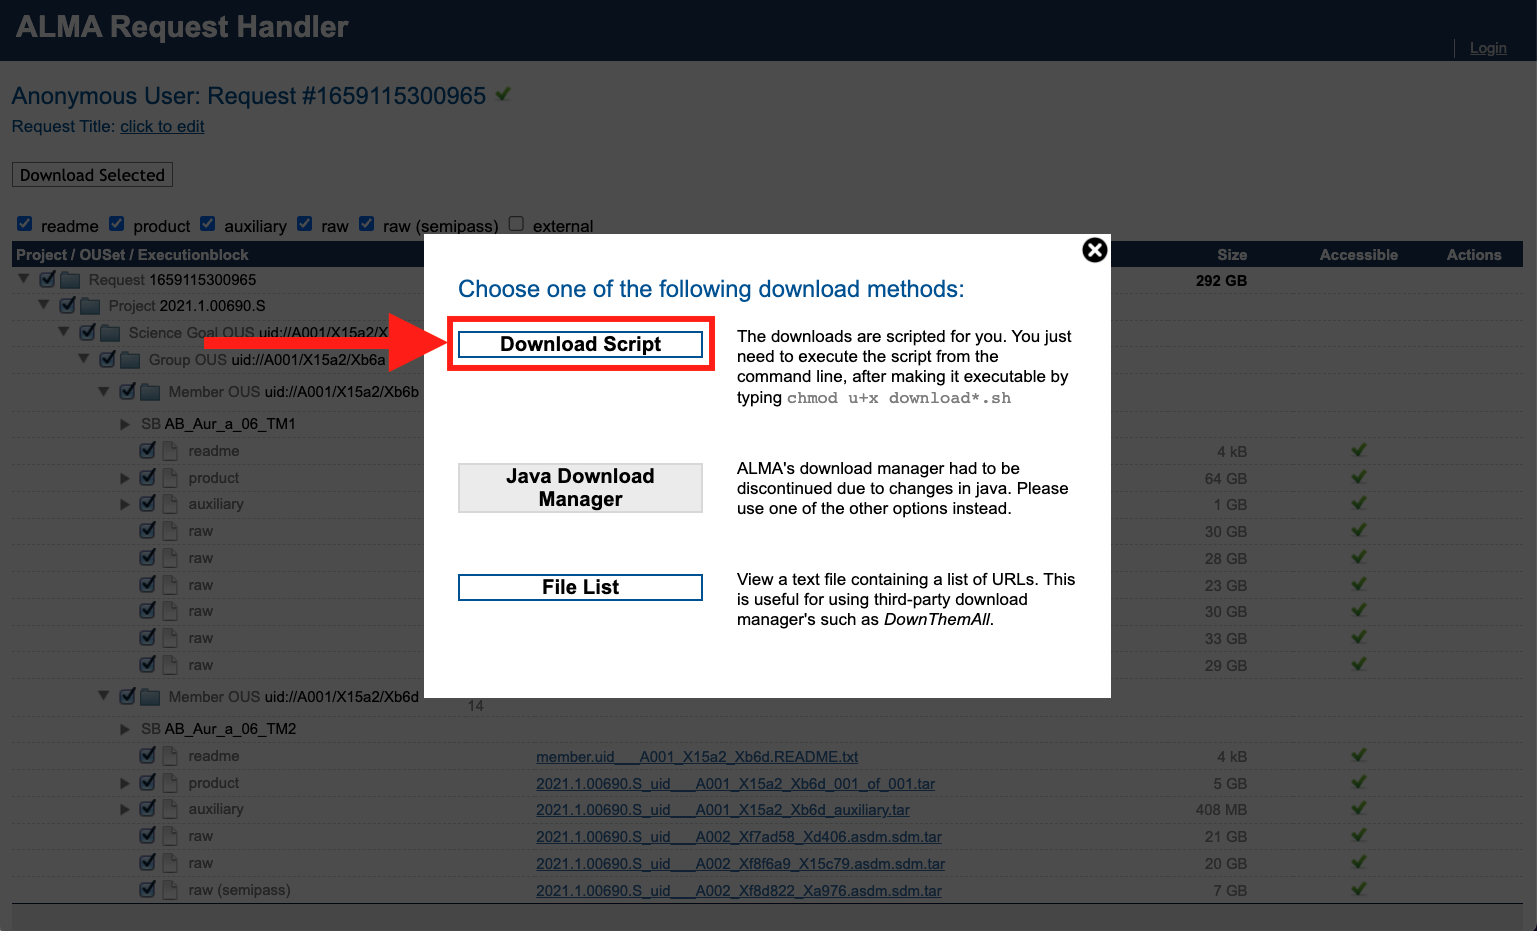 ALMA Request Handler
Login
Anonymous User: Request #1659115300965
Request Title: click to edit
Download Selected
readme product auxiliary raw raw (semipass) external
Project / OUSet / Executionblock Size Accessible Actions
Request 1659115300965 292 GB
Project 2021.1.00690.S
Science Goal OUS uid://A001/X15a2/X
Group OUS uid://A001/X15a2/Xb6a
Member OUS uid://A001/X15a2/Xb6b
SB AB_Aur_a_06_TM1
readme 4 kB
product 64 GB
auxiliary 1 GB
raw 30 GB
raw 28 GB
raw 23 GB
raw 30 GB
raw 33 GB
raw 29 GB
Member OUS uid://A001/X15a2/Xb6d
14
SB AB_Aur_a_06_TM2
readme member.uid___A001_X15a2_Xb6d.README.txt 4 kB
product 2021.1.00690.S_uid___A001_X15a2_Xb6d_001_of_001.tar 5 GB
auxiliary 2021.1.00690.S_uid___A001_X15a2_Xb6d_auxiliary.tar 408 MB
raw 2021.1.00690.S_uid___A002_Xf7ad58_Xd406.asdm.sdm.tar 21 GB
raw 2021.1.00690.S_uid___A002_Xf8f6a9_X15c79.asdm.sdm.tar 20 GB
raw (semipass) 2021.1.00690.S_uid___A002_Xf8d822_Xa976.asdm.sdm.tar 7 GB
Choose one of the following download methods:
Download Script
The downloads are scripted for you. You just
need to execute the script from the
command line, after making it executable by
typing chmod u+x download*.sh
Java Download
Manager
ALMA's download manager had to be
discontinued due to changes in java. Please
use one of the other options instead.
File List
View a text file containing a list of URLs. This
is useful for using third-party download
manager's such as DownThemAll.